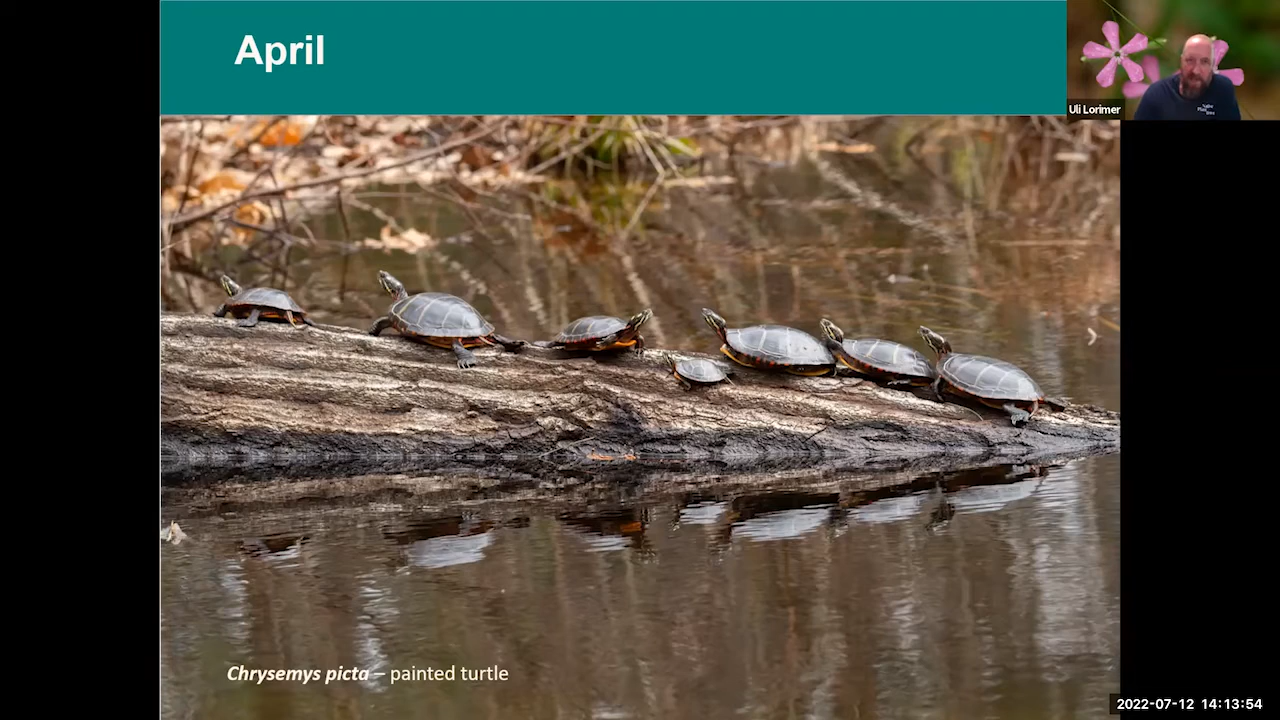 April
Uli Lorimer
Chrysemys picta – painted turtle
2022-07-12 14:13:54